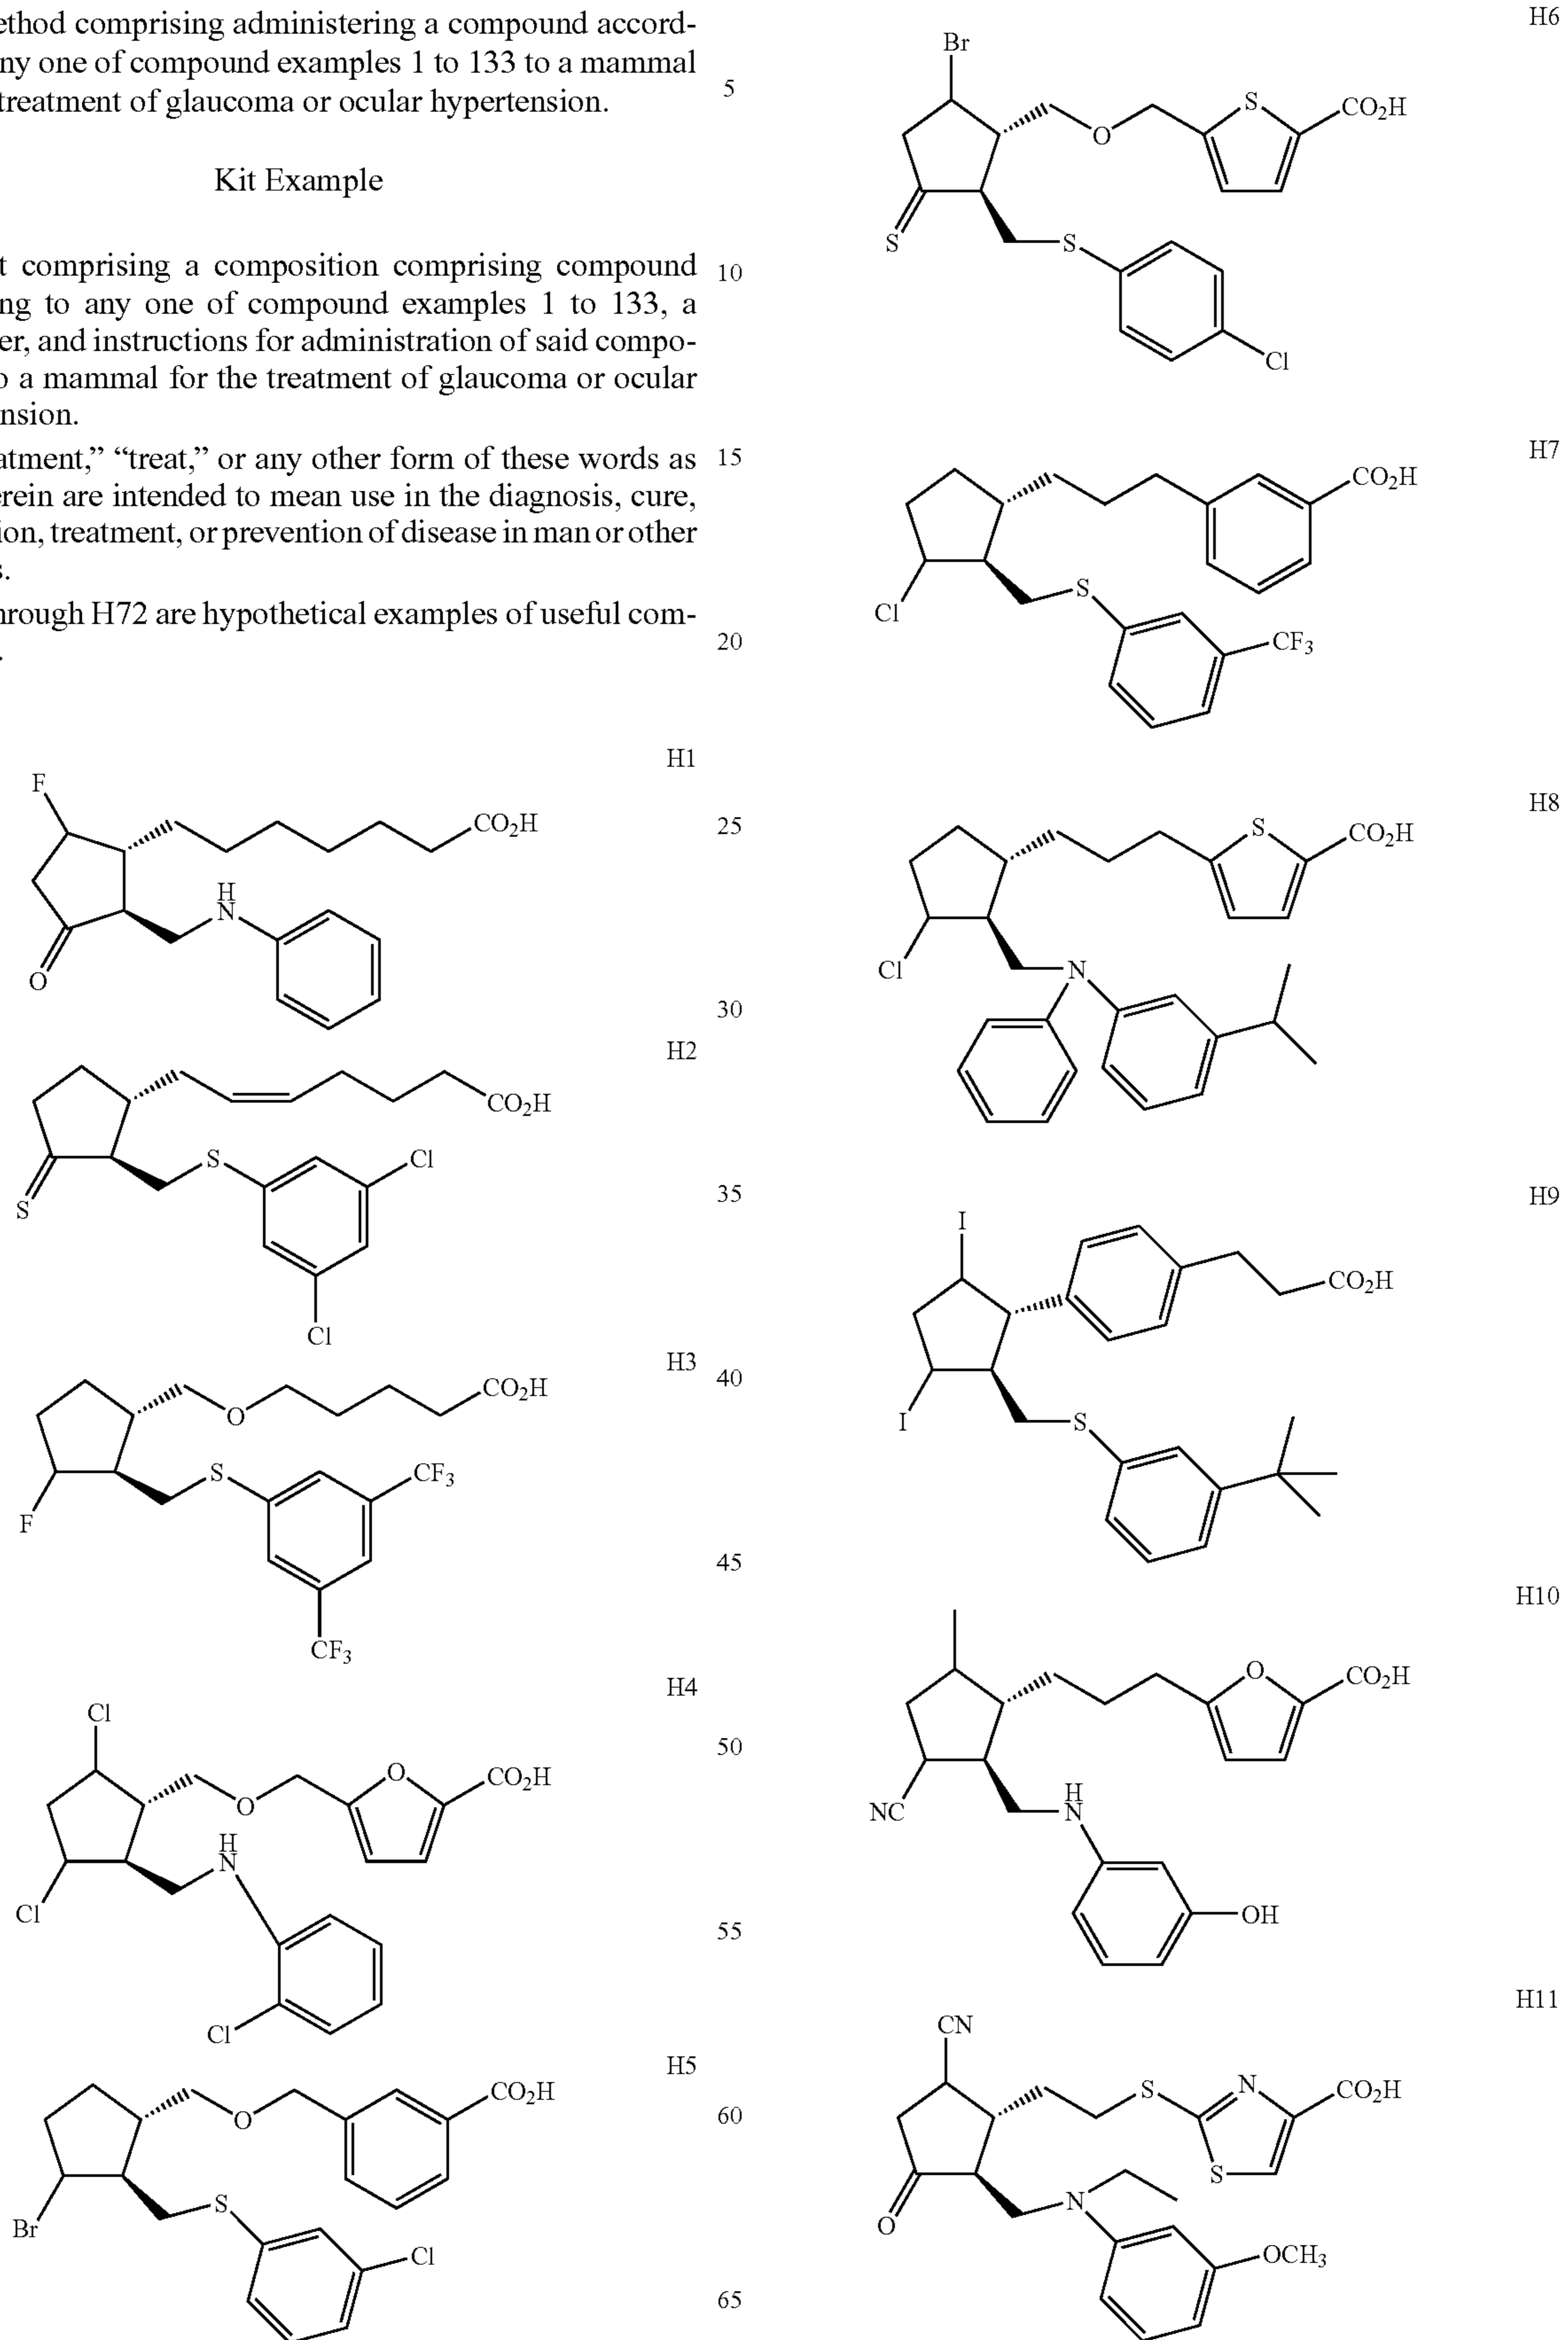 ethod comprising administering a compound accord-
ny one of compound examples 1 to 133 to a mammal
treatment of glaucoma or ocular hypertension.
5
Kit Example
t comprising a composition comprising compound
10
ng to any one of compound examples 1 to 133, a
er, and instructions for administration of said compo-
o a mammal for the treatment of glaucoma or ocular
nsion.
atment,” “treat,” or any other form of these words as
15
erein are intended to mean use in the diagnosis, cure,
ion, treatment, or prevention of disease in man or other
s.
hrough H72 are hypothetical examples of useful com-
20
.
H1
F
CO2H
25
H
N
O
30
H2
CO2H
S
Cl
S
35
Cl
H3
40
CO2H
O
S
CF3
F
45
CF3
H4
Cl
50
O
CO2H
O
H
N
Cl
55
Cl
H5
CO2H
O
60
S
Br
Cl
65
H6
Br
S
CO2H
O
S
S
Cl
H7
CO2H
Cl
S
CF3
H8
S
CO2H
Cl
N
H9
I
CO2H
I
S
H10
O
CO2H
NC
H
N
OH
H11
CN
S
N
CO2H
S
O
N
OCH3